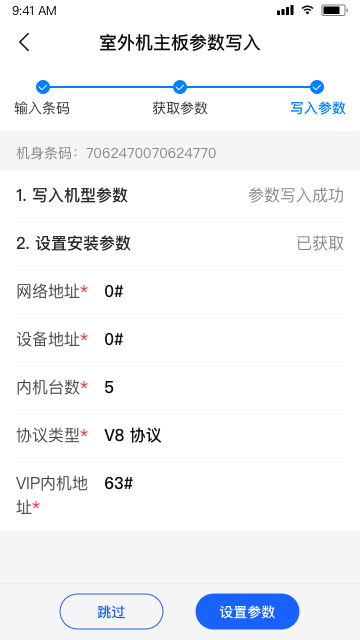 9:41 AM
室外机主板参数写入
输入条码
获取参数
写入参数
机身条码：7062470070624770
1. 写入机型参数 参数写入成功
2. 设置安装参数 已获取
网络地址* 0#
设备地址* 0#
内机台数* 5
协议类型* V8 协议
VIP内机地 63#
址*
跳过
设置参数